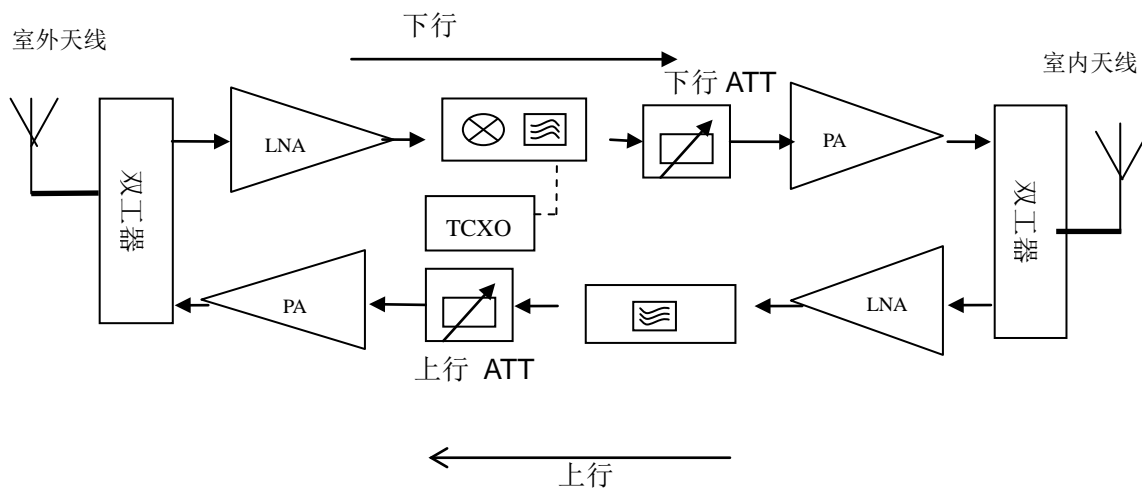 下行
室外天线
室内天线
下行 ATT
LNA
PA
双工器
双工器
TCXO
PA
LNA
上行 ATT
上行